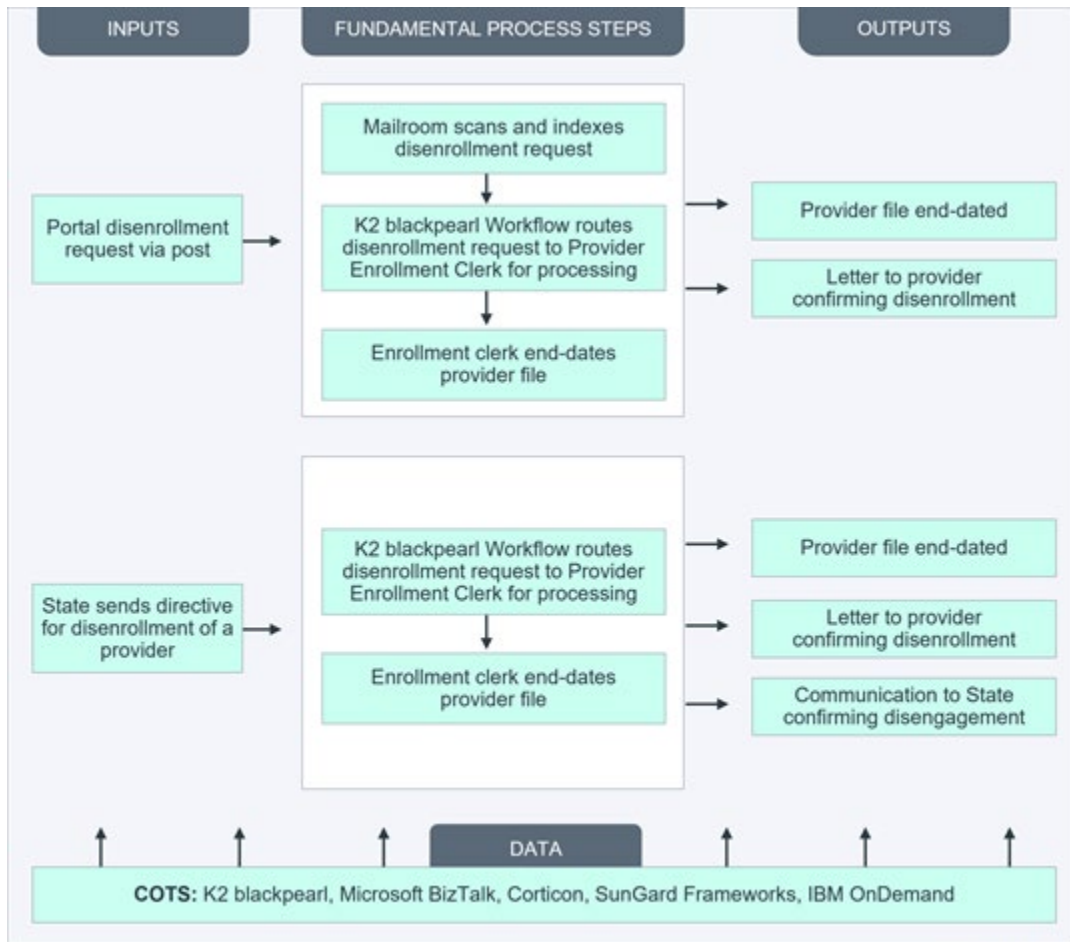 INPUTS
FUNDAMENTAL PROCESS STEPS
OUTPUTS
Portal disenrollment
request via post
Mailroom scans and indexes
disenrollment request
K2 blackpearl Workflow routes
disenrollment request to Provider
Enrollment Clerk for processing
Enrollment clerk end-dates
provider file
Provider file end-dated
Letter to provider
confirming disenrollment
State sends directive
for disenrollment of a
provider
K2 blackpearl Workflow routes
disenrollment request to Provider
Enrollment Clerk for processing
Enrollment clerk end-dates
provider file
Provider file end-dated
Letter to provider
confirming disenrollment
Communication to State
confirming disengagement
DATA
COTS: K2 blackpearl, Microsoft BizTalk, Corticon, SunGard Frameworks, IBM OnDemand